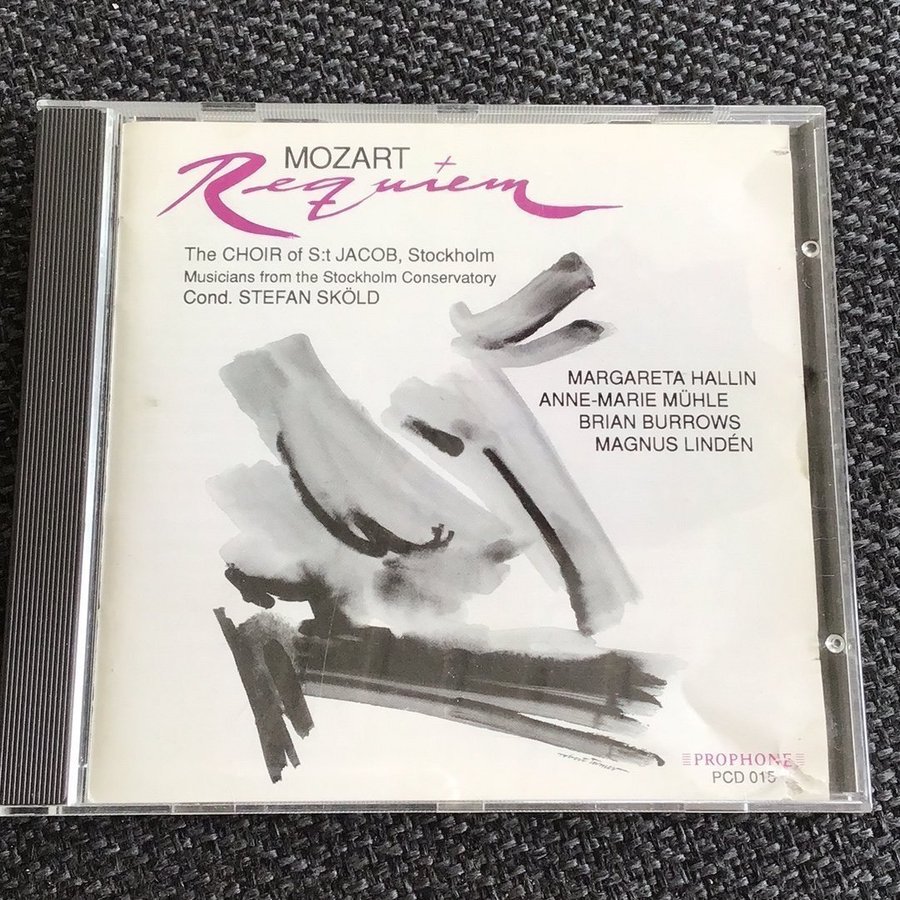 MOZART
Requiem
The CHOIR of S:t JACOB, Stockholm
Musicians from the Stockholm Conservatory
Cond. STEFAN SKÖLD
MARGARETA HALLIN
ANNE-MARIE MÜHLE
BRIAN BURROWS
MAGNUS LINDÉN
PROPHONE
PCD 015